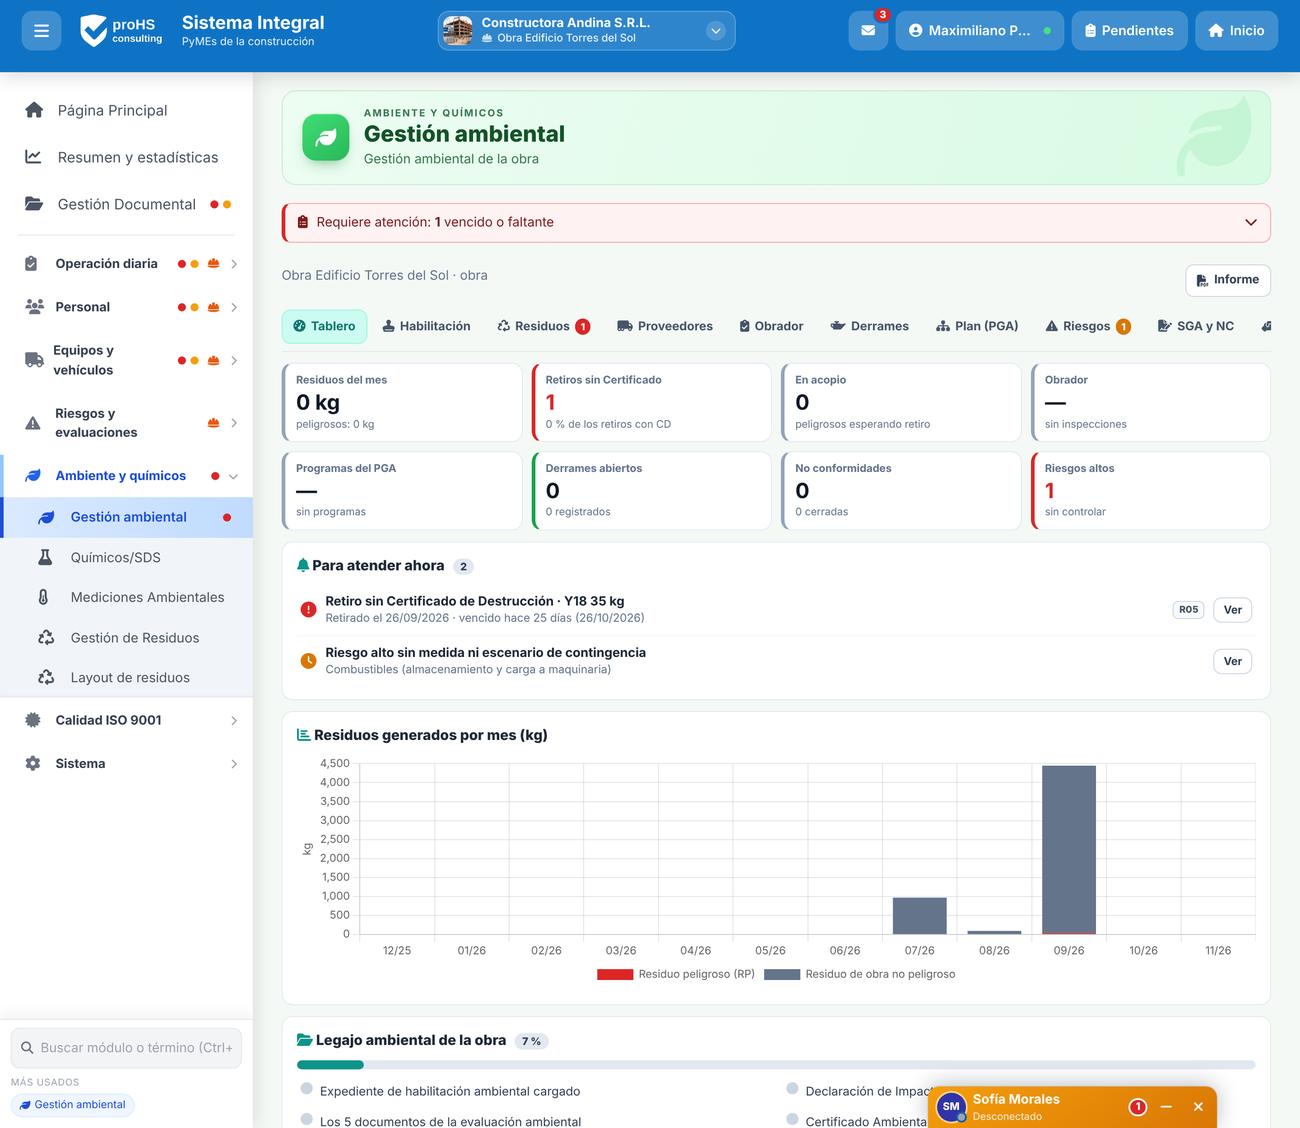 proHS
consulting
Sistema Integral
PyMEs de la construcción
Constructora Andina S.R.L.
Obra Edificio Torres del Sol
3
Maximiliano P...
Pendientes
Inicio
Página Principal
Resumen y estadísticas
Gestión Documental
Operación diaria
Personal
Equipos y
vehículos
Riesgos y
evaluaciones
Ambiente y químicos
Gestión ambiental
Químicos/SDS
Mediciones Ambientales
Gestión de Residuos
Layout de residuos
Calidad ISO 9001
Sistema
Buscar módulo o término (Ctrl+
MÁS USADOS
Gestión ambiental
AMBIENTE Y QUÍMICOS
Gestión ambiental
Gestión ambiental de la obra
Requiere atención: 1 vencido o faltante
Obra Edificio Torres del Sol · obra
Informe
Tablero
Habilitación
Residuos 1
Proveedores
Obrador
Derrames
Plan (PGA)
Riesgos 1
SGA y NC
Residuos del mes
0 kg
peligrosos: 0 kg
Retiros sin Certificado
1
0 % de los retiros con CD
En acopio
0
peligrosos esperando retiro
Obrador
—
sin inspecciones
Programas del PGA
—
sin programas
Derrames abiertos
0
0 registrados
No conformidades
0
0 cerradas
Riesgos altos
1
sin controlar
Para atender ahora 2
Retiro sin Certificado de Destrucción · Y18 35 kg
Retirado el 26/09/2026 · vencido hace 25 días (26/10/2026)
R05
Ver
Riesgo alto sin medida ni escenario de contingencia
Combustibles (almacenamiento y carga a maquinaria)
Ver
Residuos generados por mes (kg)
kg
4,500
4,000
3,500
3,000
2,500
2,000
1,500
1,000
500
0
12/25 01/26 02/26 03/26 04/26 05/26 06/26 07/26 08/26 09/26 10/26 11/26
Residuo peligroso (RP) Residuo de obra no peligroso
Legajo ambiental de la obra 7 %
Expediente de habilitación ambiental cargado
Declaración de Impac
Los 5 documentos de la evaluación ambiental
Certificado Ambienta
SM
Sofía Morales
Desconectado
1